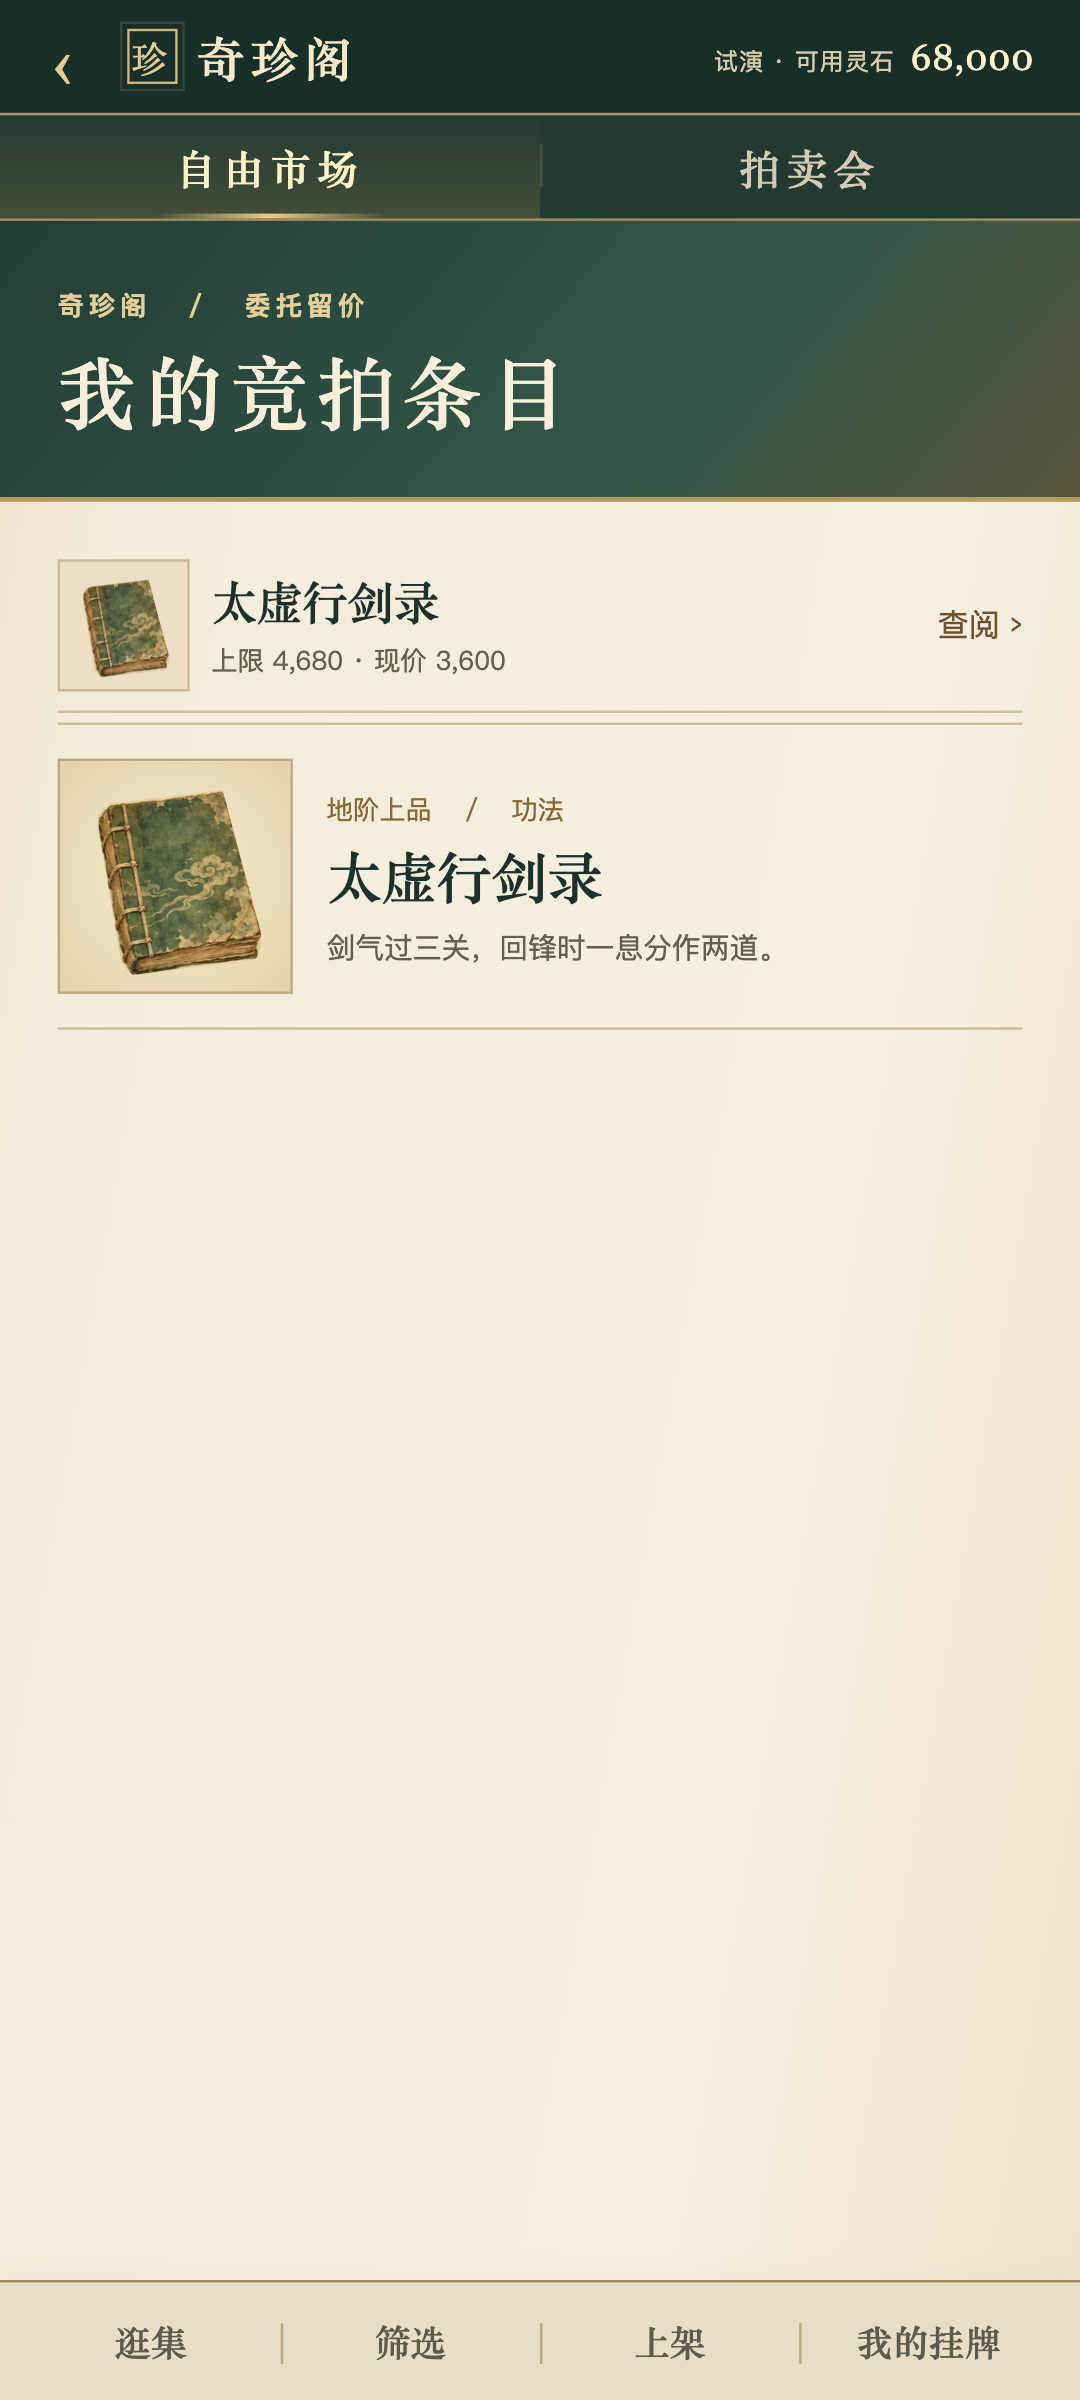 ‹ 珍 奇珍阁 试演 · 可用灵石 68,000
自由市场 拍卖会
奇珍阁 / 委托留价
我的竞拍条目
太虚行剑录
上限 4,680 · 现价 3,600
查阅 ›
地阶上品 / 功法
太虚行剑录
剑气过三关，回锋时一息分作两道。
逛集 筛选 上架 我的挂牌